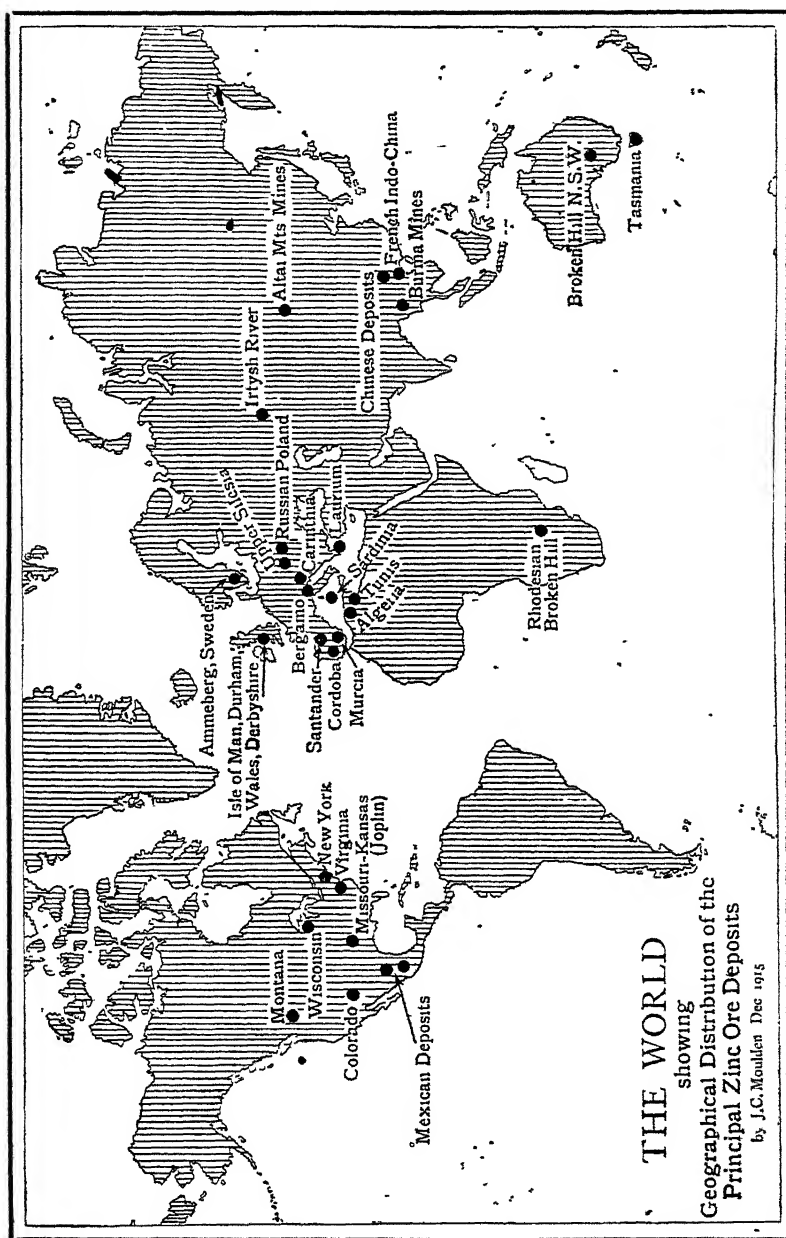 THE WORLD
showing
Geographical Distribution of the
Principal Zinc Ore Deposits
by J.C. Moulden Dec 1915
Montana
Wisconsin
Colorado
New York
Virginia
Missouri-Kansas
(Joplin)
Mexican Deposits
Ammeberg, Sweden
Isle of Man, Durham,
Wales, Derbyshire
Upper Silesia
Russian Poland
Carinthia
Laurium
Bergamo
Santander
Cordoba
Murcia
Sardinia
Tunis
Algeria
Irtysh River
Altai Mts Mines
Chinese Deposits
French Indo-China
Burma Mines
Rhodesian
Broken Hill
Broken Hill N.S.W.
Tasmania